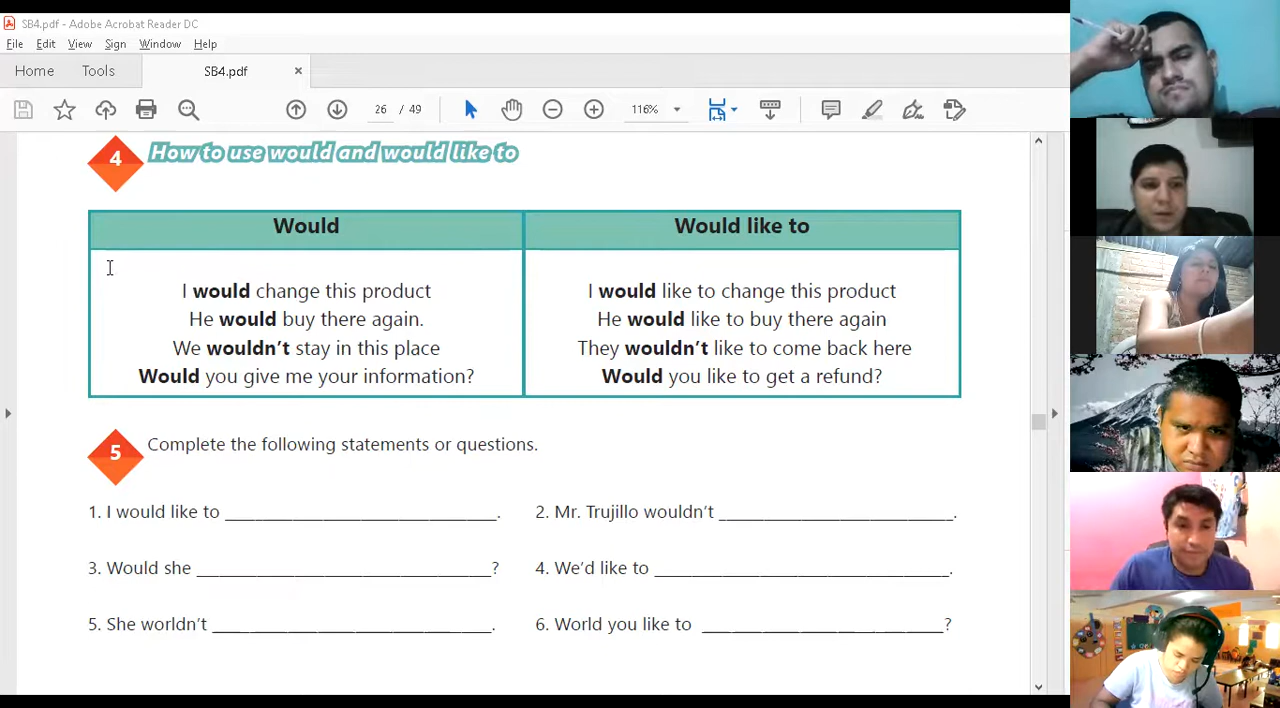 SB4.pdf - Adobe Acrobat Reader DC
File Edit View Sign Window Help
Home Tools SB4.pdf ×
26 / 49 116%
4 How to use would and would like to
Would Would like to
I would change this product I would like to change this product
He would buy there again. He would like to buy there again
We wouldn't stay in this place They wouldn't like to come back here
Would you give me your information? Would you like to get a refund?
5 Complete the following statements or questions.
1. I would like to ______________________________. 2. Mr. Trujillo wouldn't __________________________.
3. Would she ________________________________? 4. We'd like to ________________________________.
5. She worldn't ______________________________. 6. World you like to __________________________?